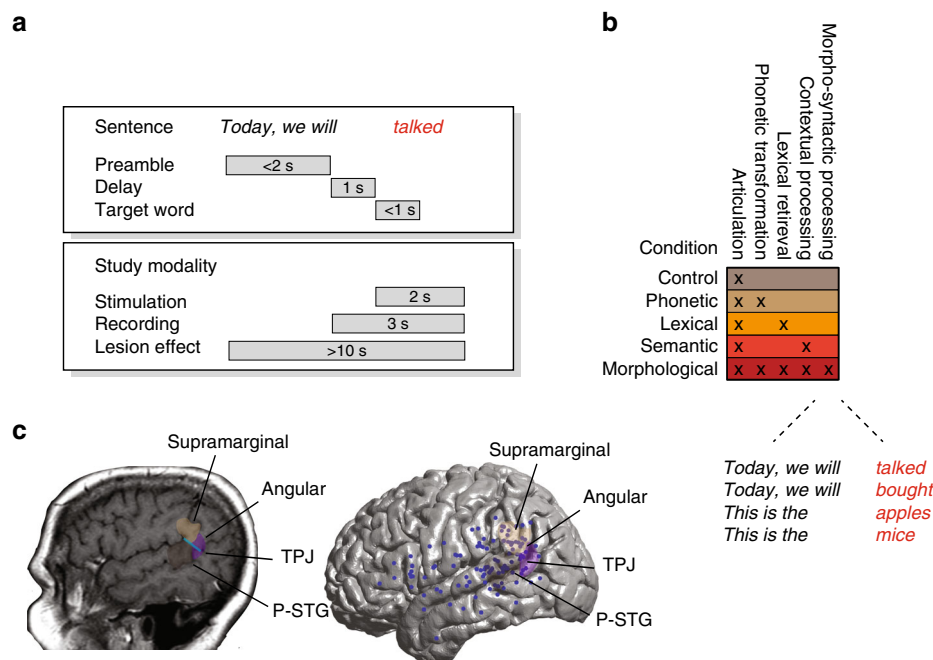 a
Sentence Today, we will talked
Preamble <2 s
Delay 1 s
Target word <1 s
Study modality
Stimulation 2 s
Recording 3 s
Lesion effect >10 s
b
Articulation
Phonetic transformation
Lexical retireval
Contextual processing
Morpho-syntactic processing
Condition
Control x
Phonetic x x
Lexical x x
Semantic x x
Morphological x x x x x
Today, we will talked
Today, we will bought
This is the apples
This is the mice
c
Supramarginal
Angular
TPJ
P-STG
Supramarginal
Angular
TPJ
P-STG